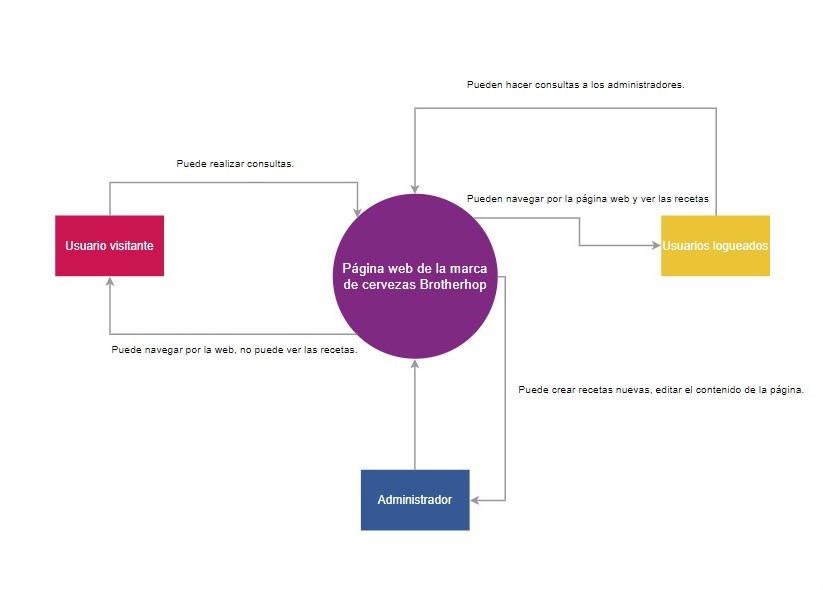 Pueden hacer consultas a los administradores.
Puede realizar consultas.
Pueden navegar por la página web y ver las recetas
Usuario visitante
Usuarios logueados
Página web de la marca
de cervezas Brotherhop
Puede navegar por la web, no puede ver las recetas.
Puede crear recetas nuevas, editar el contenido de la página.
Administrador